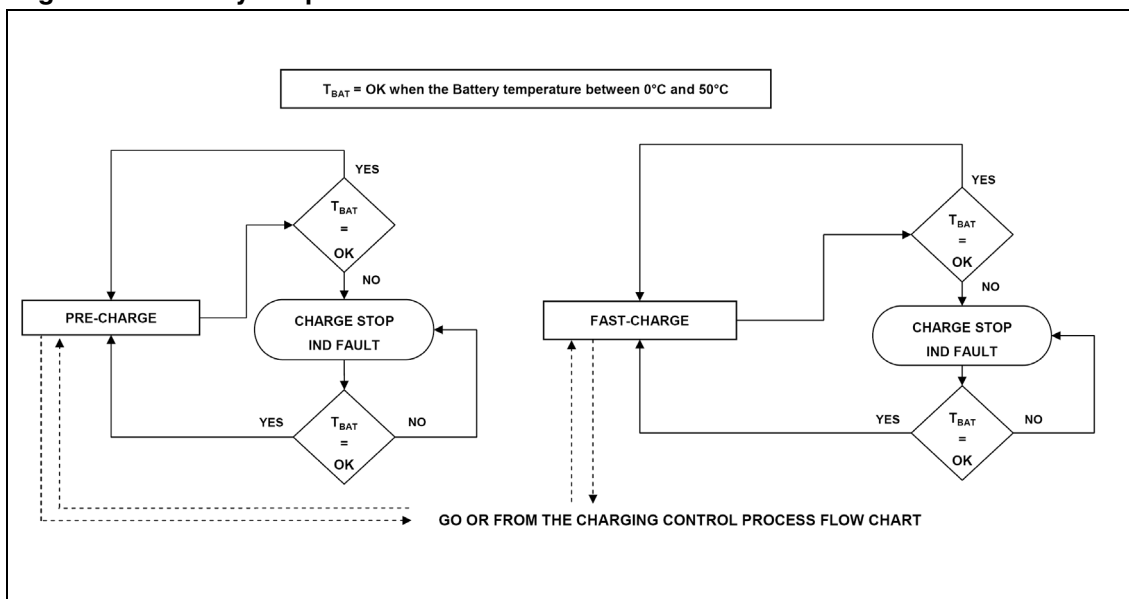 T_BAT = OK when the Battery temperature between 0°C and 50°C
YES
T_BAT
=
OK
NO
PRE-CHARGE
CHARGE STOP
IND FAULT
YES
T_BAT
=
OK
NO
YES
T_BAT
=
OK
NO
FAST-CHARGE
CHARGE STOP
IND FAULT
YES
T_BAT
=
OK
NO
GO OR FROM THE CHARGING CONTROL PROCESS FLOW CHART